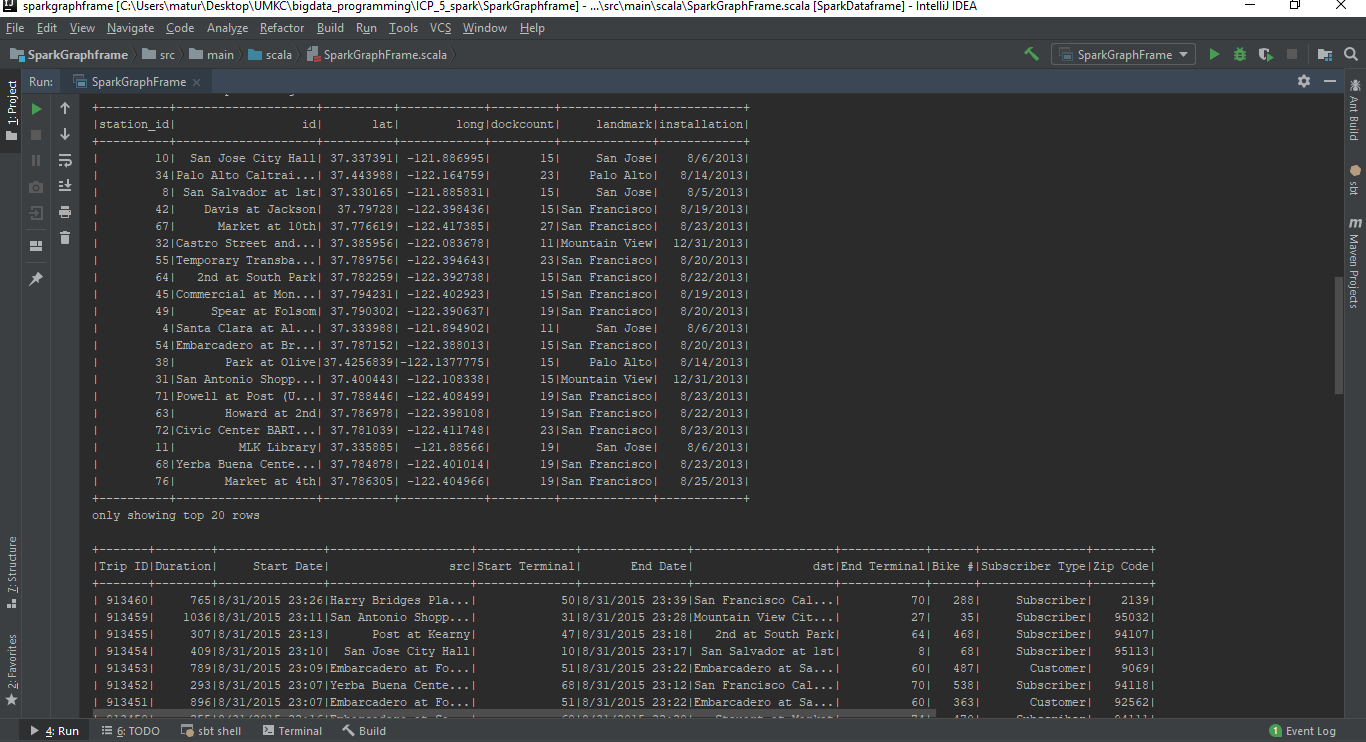 sparkgraphframe [C:\Users\matur\Desktop\UMKC\bigdata_programming\ICP_5_spark\SparkGraphframe] - ...\src\main\scala\SparkGraphFrame.scala [SparkDataframe] - IntelliJ IDEA
File Edit View Navigate Code Analyze Refactor Build Run Tools VCS Window Help
SparkGraphframe src main scala SparkGraphFrame.scala SparkGraphFrame
Run: SparkGraphFrame
1: Project
7: Structure
2: Favorites
Ant Build
sbt
Maven Projects
+----------+--------------------+----------+------------+---------+-------------+------------+
|station_id| id| lat| long|dockcount| landmark|installation|
+----------+--------------------+----------+------------+---------+-------------+------------+
| 10| San Jose City Hall| 37.337391| -121.886995| 15| San Jose| 8/6/2013|
| 34|Palo Alto Caltrai...| 37.443988| -122.164759| 23| Palo Alto| 8/14/2013|
| 8| San Salvador at 1st| 37.330165| -121.885831| 15| San Jose| 8/5/2013|
| 42| Davis at Jackson| 37.79728| -122.398436| 15|San Francisco| 8/19/2013|
| 67| Market at 10th| 37.776619| -122.417385| 27|San Francisco| 8/23/2013|
| 32|Castro Street and...| 37.385956| -122.083678| 11|Mountain View| 12/31/2013|
| 55|Temporary Transba...| 37.789756| -122.394643| 23|San Francisco| 8/20/2013|
| 64| 2nd at South Park| 37.782259| -122.392738| 15|San Francisco| 8/22/2013|
| 45|Commercial at Mon...| 37.794231| -122.402923| 15|San Francisco| 8/19/2013|
| 49| Spear at Folsom| 37.790302| -122.390637| 19|San Francisco| 8/20/2013|
| 4|Santa Clara at Al...| 37.333988| -121.894902| 11| San Jose| 8/6/2013|
| 54|Embarcadero at Br...| 37.787152| -122.388013| 15|San Francisco| 8/20/2013|
| 38| Park at Olive|37.4256839|-122.1377775| 15| Palo Alto| 8/14/2013|
| 31|San Antonio Shopp...| 37.400443| -122.108338| 15|Mountain View| 12/31/2013|
| 71|Powell at Post (U...| 37.788446| -122.408499| 19|San Francisco| 8/23/2013|
| 63| Howard at 2nd| 37.786978| -122.398108| 19|San Francisco| 8/22/2013|
| 72|Civic Center BART...| 37.781039| -122.411748| 23|San Francisco| 8/23/2013|
| 11| MLK Library| 37.335885| -121.88566| 19| San Jose| 8/6/2013|
| 68|Yerba Buena Cente...| 37.784878| -122.401014| 19|San Francisco| 8/23/2013|
| 76| Market at 4th| 37.786305| -122.404966| 19|San Francisco| 8/25/2013|
+----------+--------------------+----------+------------+---------+-------------+------------+
only showing top 20 rows
+-------+--------+---------------+--------------------+--------------+---------------+--------------------+------------+------+---------------+--------+
|Trip ID|Duration| Start Date| src|Start Terminal| End Date| dst|End Terminal|Bike #|Subscriber Type|Zip Code|
+-------+--------+---------------+--------------------+--------------+---------------+--------------------+------------+------+---------------+--------+
| 913460| 765|8/31/2015 23:26|Harry Bridges Pla...| 50|8/31/2015 23:39|San Francisco Cal...| 70| 288| Subscriber| 2139|
| 913459| 1036|8/31/2015 23:11|San Antonio Shopp...| 31|8/31/2015 23:28|Mountain View Cit...| 27| 35| Subscriber| 95032|
| 913455| 307|8/31/2015 23:13| Post at Kearny| 47|8/31/2015 23:18| 2nd at South Park| 64| 468| Subscriber| 94107|
| 913454| 409|8/31/2015 23:10| San Jose City Hall| 10|8/31/2015 23:17| San Salvador at 1st| 8| 68| Subscriber| 95113|
| 913453| 789|8/31/2015 23:09|Embarcadero at Fo...| 51|8/31/2015 23:22|Embarcadero at Sa...| 60| 487| Customer| 9069|
| 913452| 293|8/31/2015 23:07|Yerba Buena Cente...| 68|8/31/2015 23:12|San Francisco Cal...| 70| 538| Subscriber| 94118|
| 913451| 896|8/31/2015 23:07|Embarcadero at Fo...| 51|8/31/2015 23:22|Embarcadero at Sa...| 60| 363| Customer| 92562|
4: Run 6: TODO sbt shell Terminal Build 1 Event Log